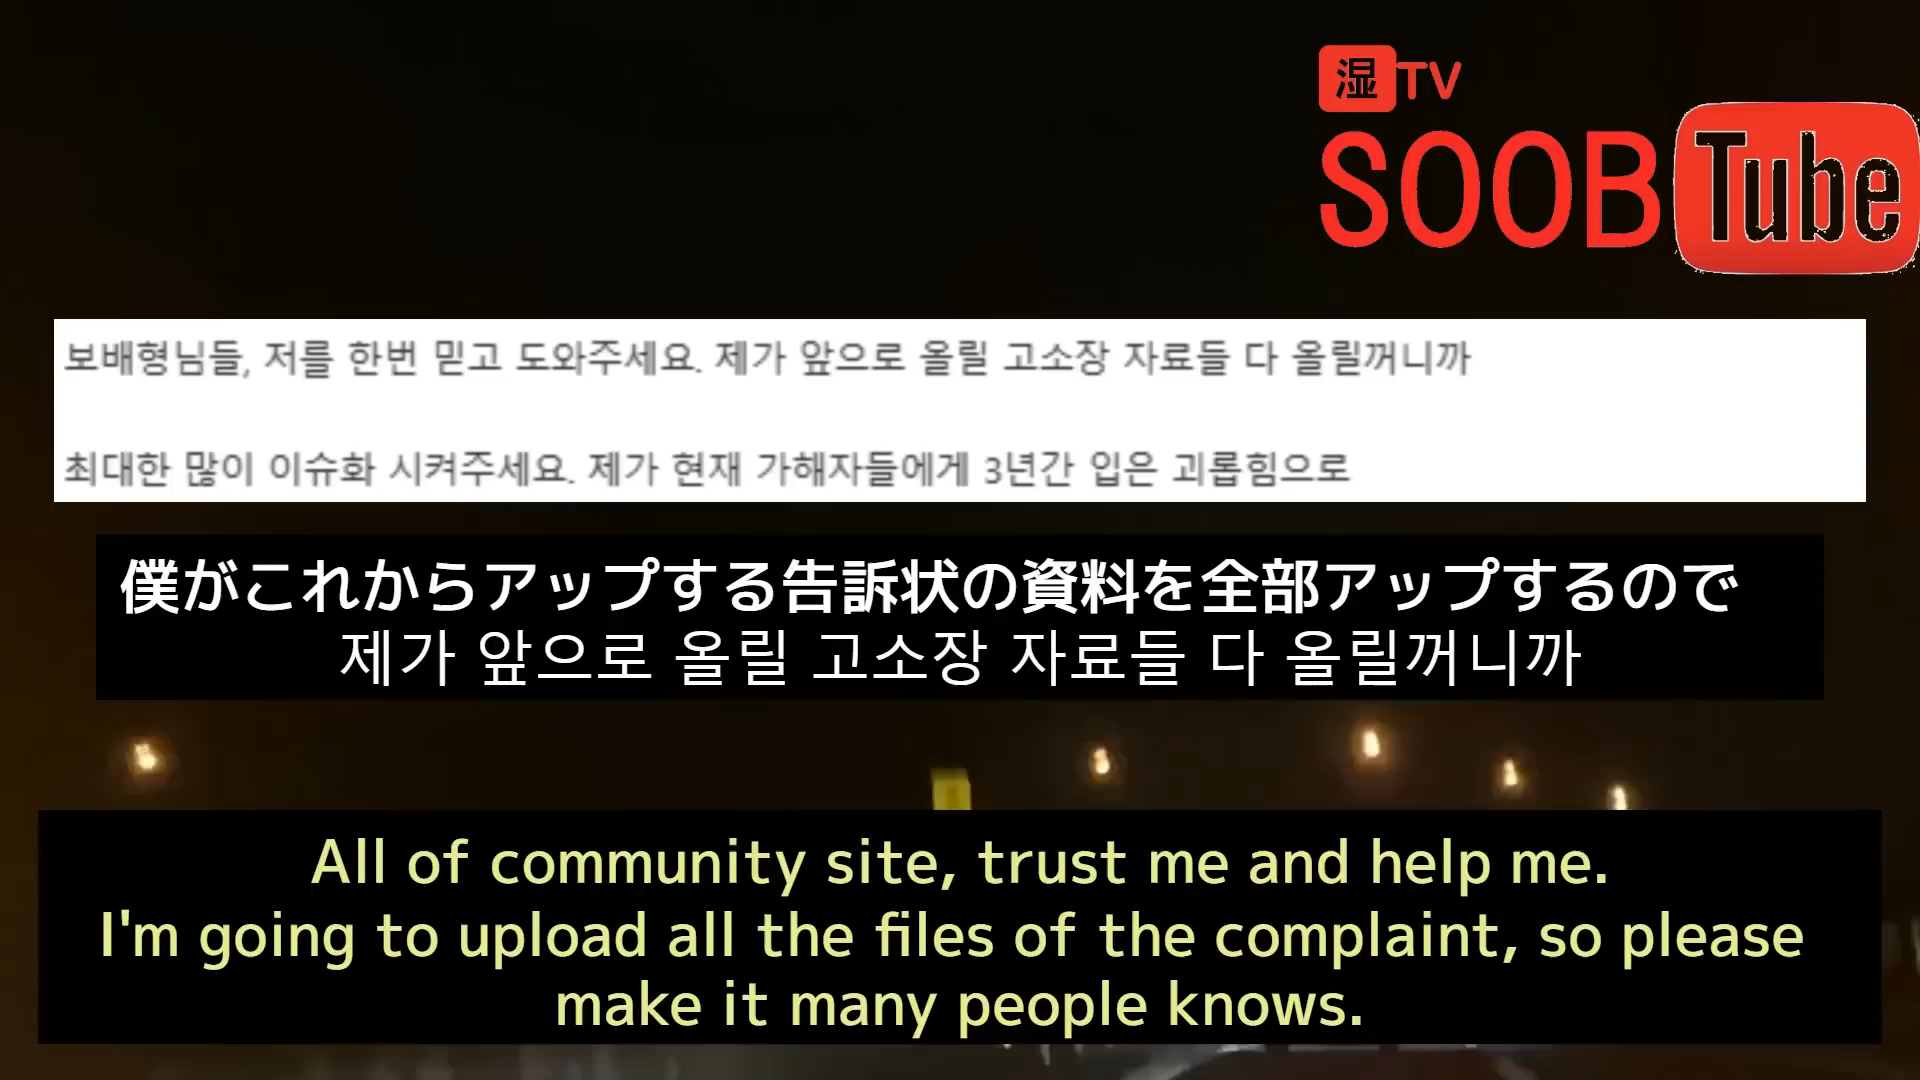 湿TV
SOOBTube
보배형님들, 저를 한번 믿고 도와주세요. 제가 앞으로 올릴 고소장 자료들 다 올릴꺼니까
최대한 많이 이슈화 시켜주세요. 제가 현재 가해자들에게 3년간 입은 괴롭힘으로
僕がこれからアップする告訴状の資料を全部アップするので
제가 앞으로 올릴 고소장 자료들 다 올릴꺼니까
All of community site, trust me and help me.
I'm going to upload all the files of the complaint, so please
make it many people knows.